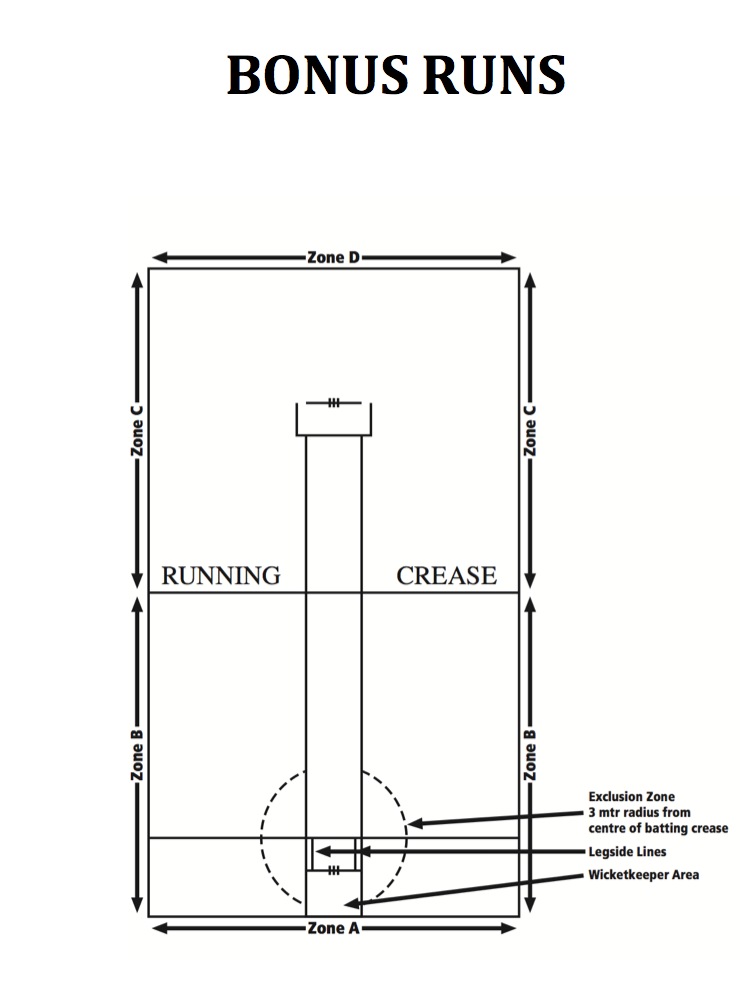 BONUS RUNS
Zone D
Zone C
Zone C
RUNNING CREASE
Zone B
Zone B
Exclusion Zone
3 mtr radius from
centre of batting crease
Legside Lines
Wicketkeeper Area
Zone A